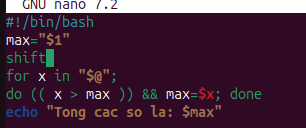 GNU nano 7.2
#!/bin/bash
max="$1"
shift
for x in "$@";
do (( x > max )) && max=$x; done
echo "Tong cac so la: $max"